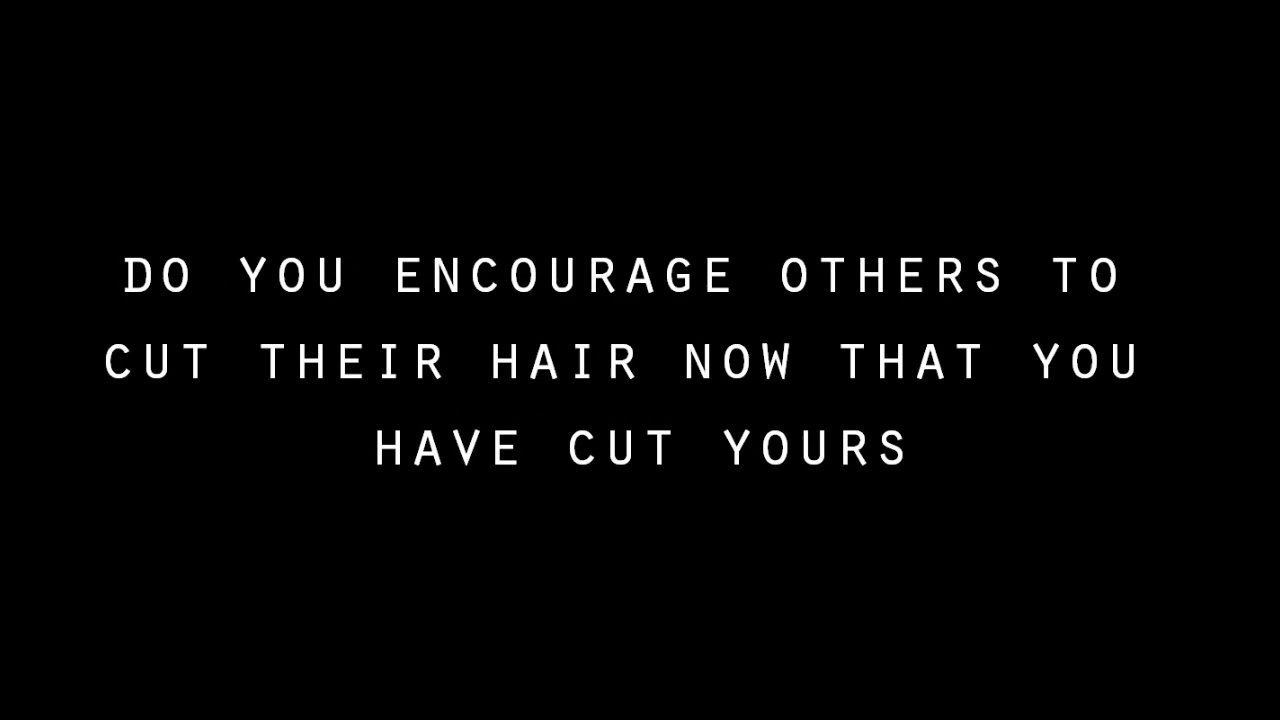 DO YOU ENCOURAGE OTHERS TO
CUT THEIR HAIR NOW THAT YOU
HAVE CUT YOURS